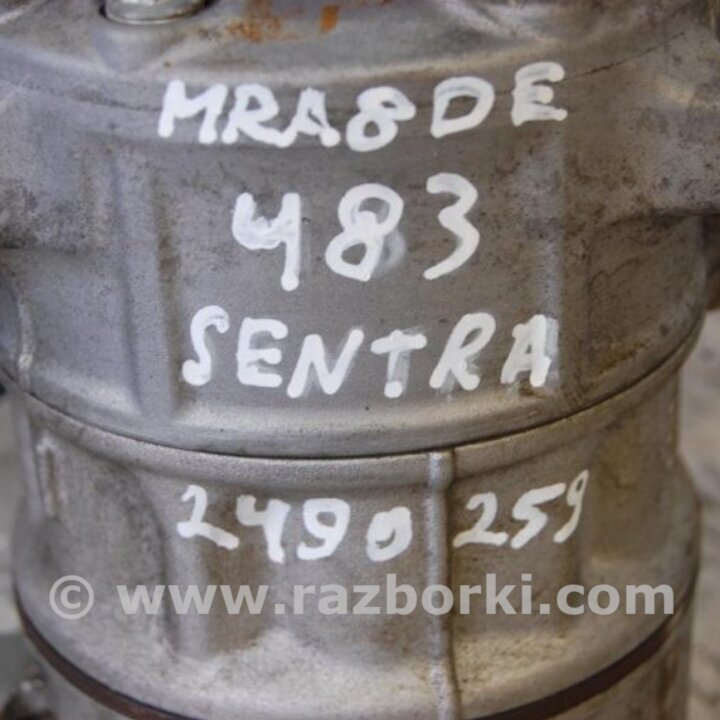 MRA8DE
483
SENTRA
2490 259
© www.razborki.com